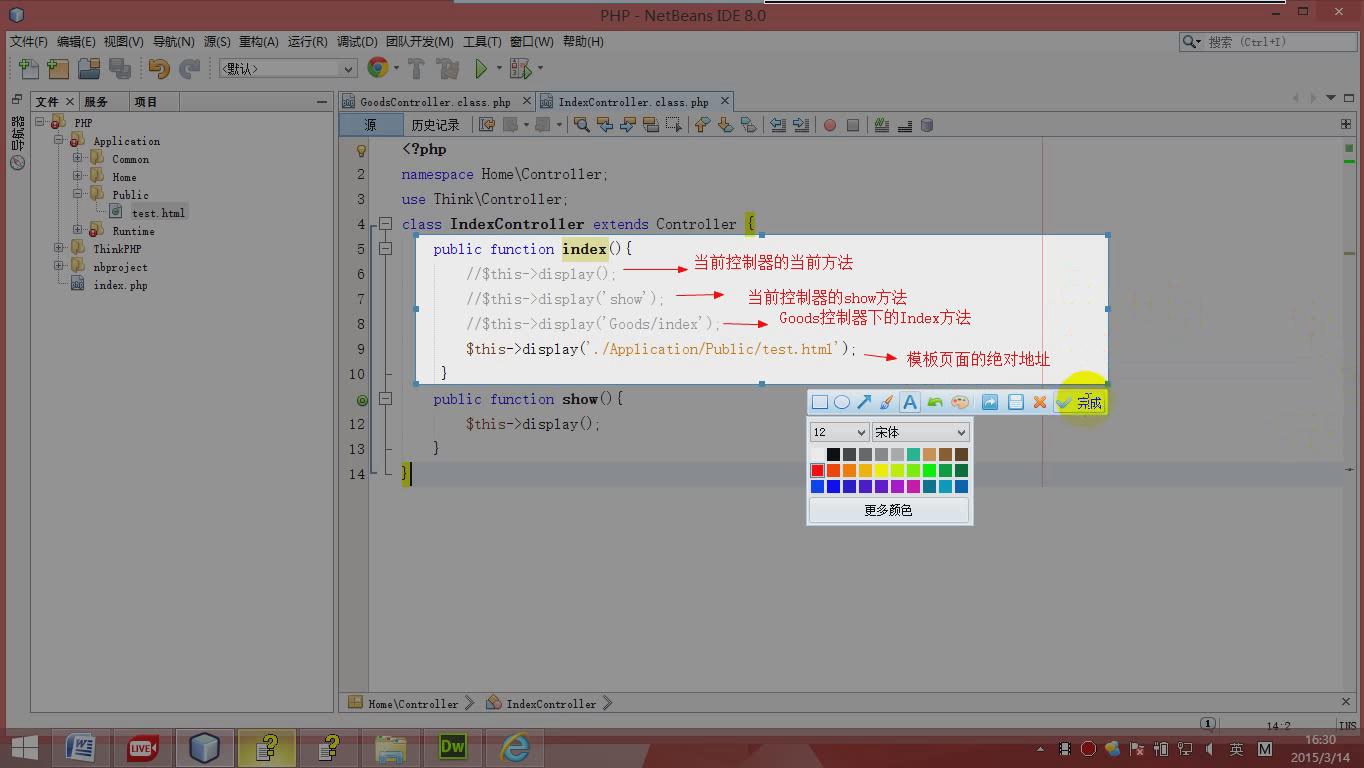 PHP - NetBeans IDE 8.0
文件(F) 编辑(E) 视图(V) 导航(N) 源(S) 重构(A) 运行(R) 调试(D) 团队开发(M) 工具(T) 窗口(W) 帮助(H)
搜索 (Ctrl+I)
<默认>
文件 服务 项目
GoodsController.class.php IndexController.class.php
源 历史记录
导航器
PHP
Application
Common
Home
Public
test.html
Runtime
ThinkPHP
nbproject
index.php
<?php
2 namespace Home\Controller;
3 use Think\Controller;
4 class IndexController extends Controller {
5 public function index(){
6 //$this->display(); 当前控制器的当前方法
7 //$this->display('show'); 当前控制器的show方法
8 //$this->display('Goods/index'); Goods控制器下的Index方法
9 $this->display('./Application/Public/test.html'); 模板页面的绝对地址
10 }
public function show(){
12 $this->display();
13 }
14 }
完成
12 宋体
更多颜色
Home\Controller IndexController
1 14:2 INS
LIVE
Dw
英 M
16:30
2015/3/14